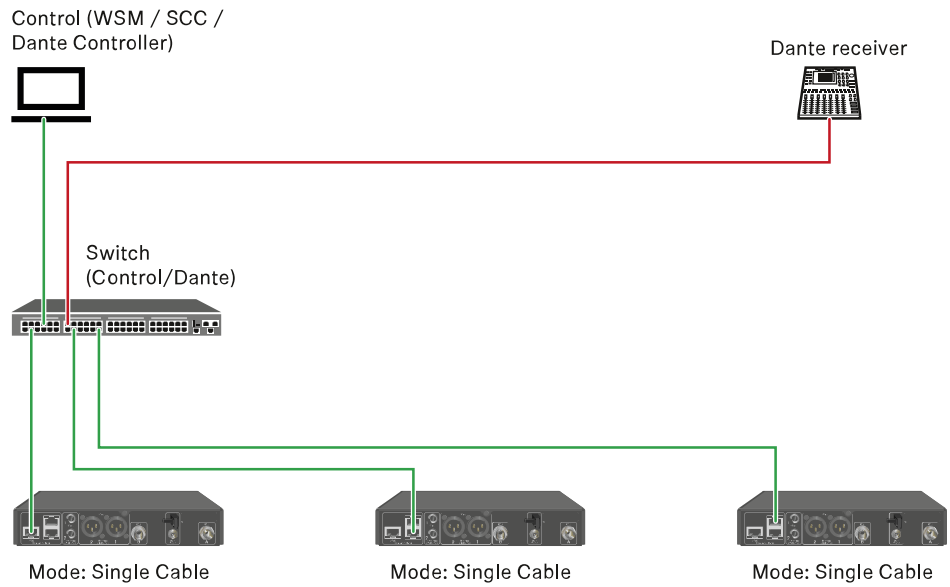 Control (WSM / SCC /
Dante Controller)
Dante receiver
Switch
(Control/Dante)
Mode: Single Cable
Mode: Single Cable
Mode: Single Cable